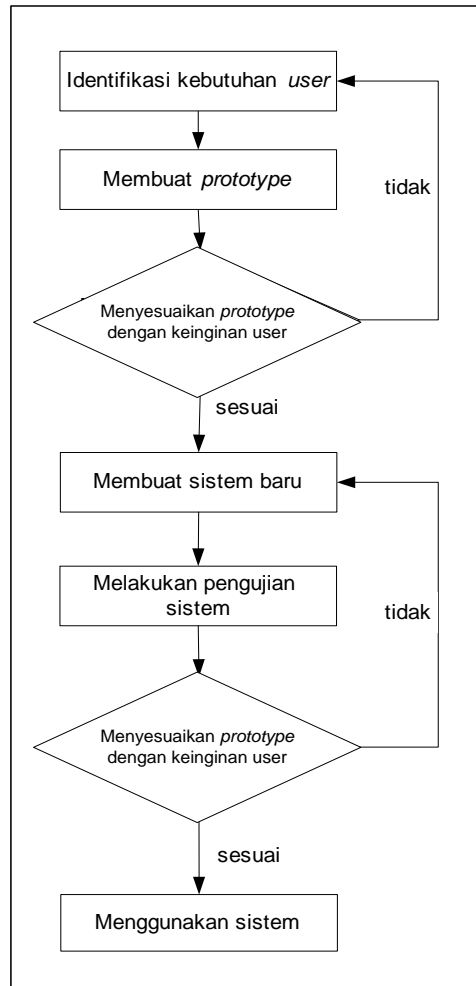 Identifikasi kebutuhan user
Membuat prototype
tidak
Menyesuaikan prototype
dengan keinginan user
sesuai
Membuat sistem baru
Melakukan pengujian
sistem
tidak
Menyesuaikan prototype
dengan keinginan user
sesuai
Menggunakan sistem